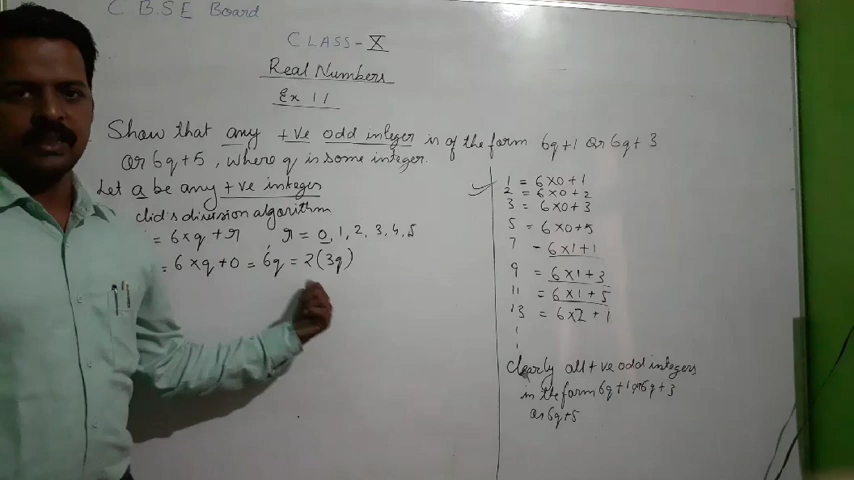 CBSE Board
CLASS-X
Real Numbers
Ex 1.1
Show that any +ve odd integer is of the form 6q+1 or 6q+3
or 6q+5, where q is some integer.
Let a be any +ve integer
clid's division algorithm
= 6×q+r    r = 0, 1, 2, 3, 4, 5
= 6×q+0 = 6q = 2(3q)
1 = 6×0+1
2 = 6×0+2
3 = 6×0+3
5 = 6×0+5
7 = 6×1+1
9 = 6×1+3
11 = 6×1+5
13 = 6×2+1
clearly all +ve odd integers
in the form 6q+1 or 6q+3
or 6q+5